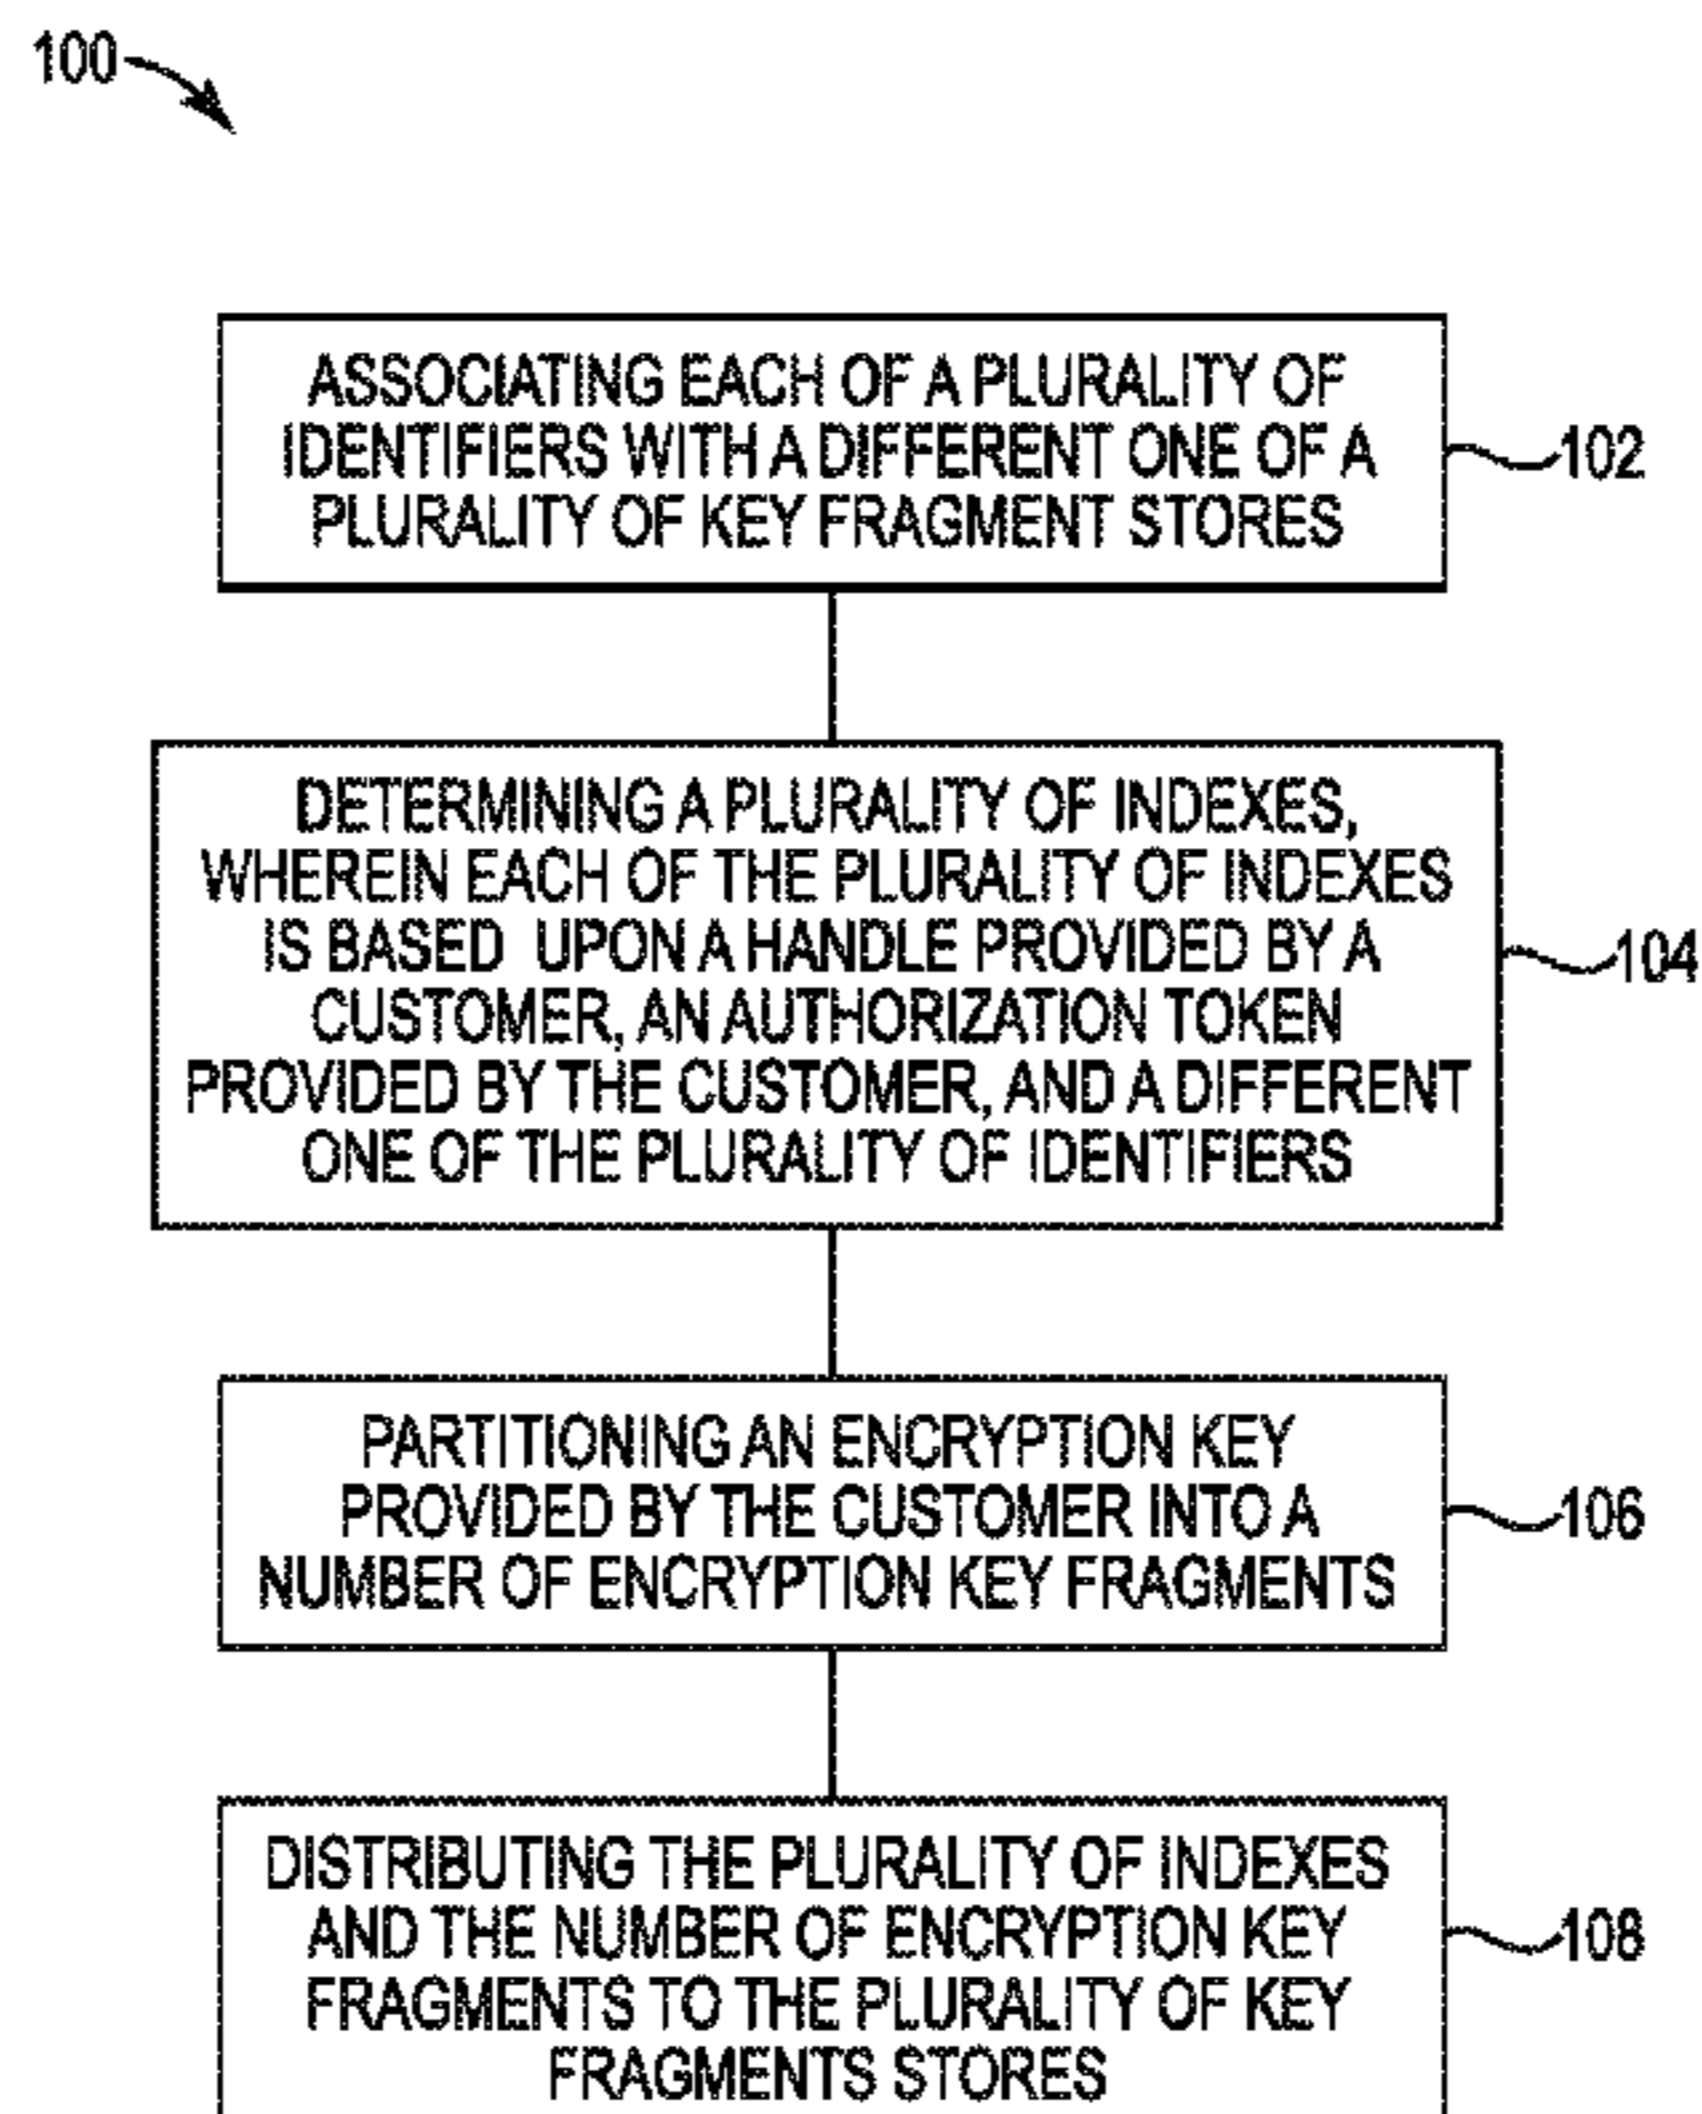 100
ASSOCIATING EACH OF A PLURALITY OF
IDENTIFIERS WITH A DIFFERENT ONE OF A
PLURALITY OF KEY FRAGMENT STORES
102
DETERMINING A PLURALITY OF INDEXES,
WHEREIN EACH OF THE PLURALITY OF INDEXES
IS BASED UPON A HANDLE PROVIDED BY A
CUSTOMER, AN AUTHORIZATION TOKEN
PROVIDED BY THE CUSTOMER, AND A DIFFERENT
ONE OF THE PLURALITY OF IDENTIFIERS
104
PARTITIONING AN ENCRYPTION KEY
PROVIDED BY THE CUSTOMER INTO A
NUMBER OF ENCRYPTION KEY FRAGMENTS
106
DISTRIBUTING THE PLURALITY OF INDEXES
AND THE NUMBER OF ENCRYPTION KEY
FRAGMENTS TO THE PLURALITY OF KEY
FRAGMENTS STORES
108